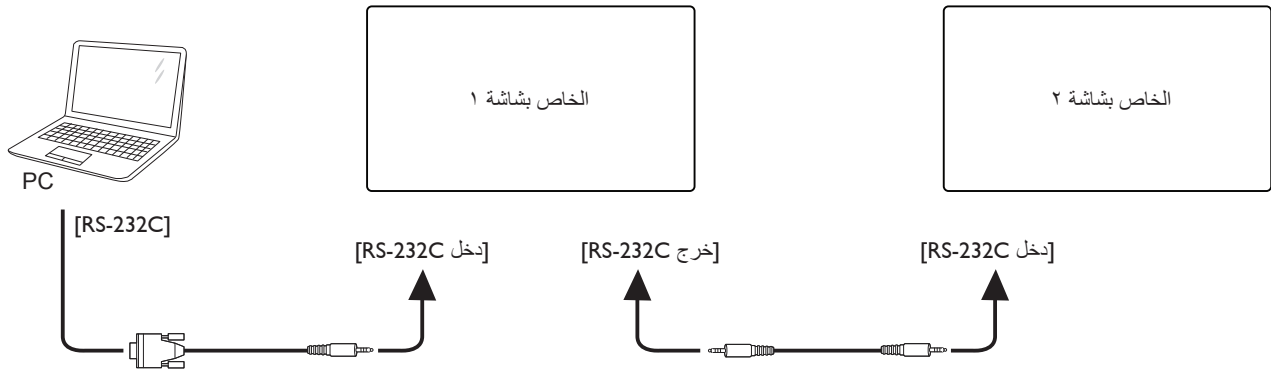 الخاص بشاشة ١
الخاص بشاشة ٢
PC
[RS-232C]
[دخل RS-232C]
[خرج RS-232C]
[دخل RS-232C]